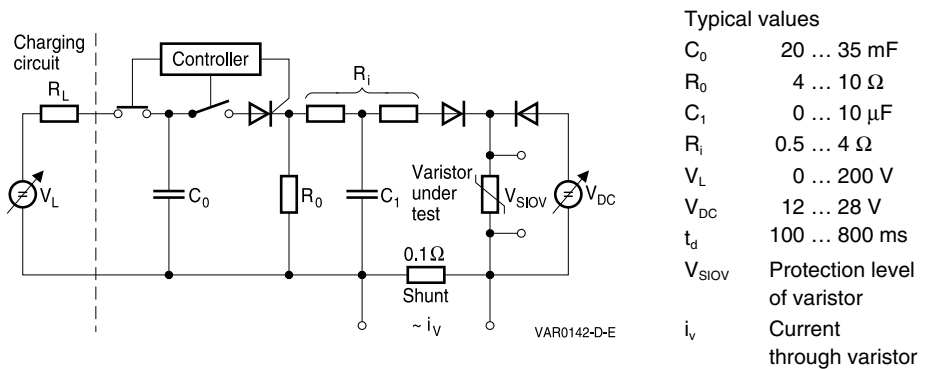 Charging
circuit
R_L
Controller
R_i
V_L
C_0
R_0
C_1
Varistor
under
test
V_SIOV
V_DC
0.1 Ω
Shunt
~ i_V
VAR0142-D-E
Typical values
C_0 20 ... 35 mF
R_0 4 ... 10 Ω
C_1 0 ... 10 μF
R_i 0.5 ... 4 Ω
V_L 0 ... 200 V
V_DC 12 ... 28 V
t_d 100 ... 800 ms
V_SIOV Protection level
of varistor
i_v Current
through varistor